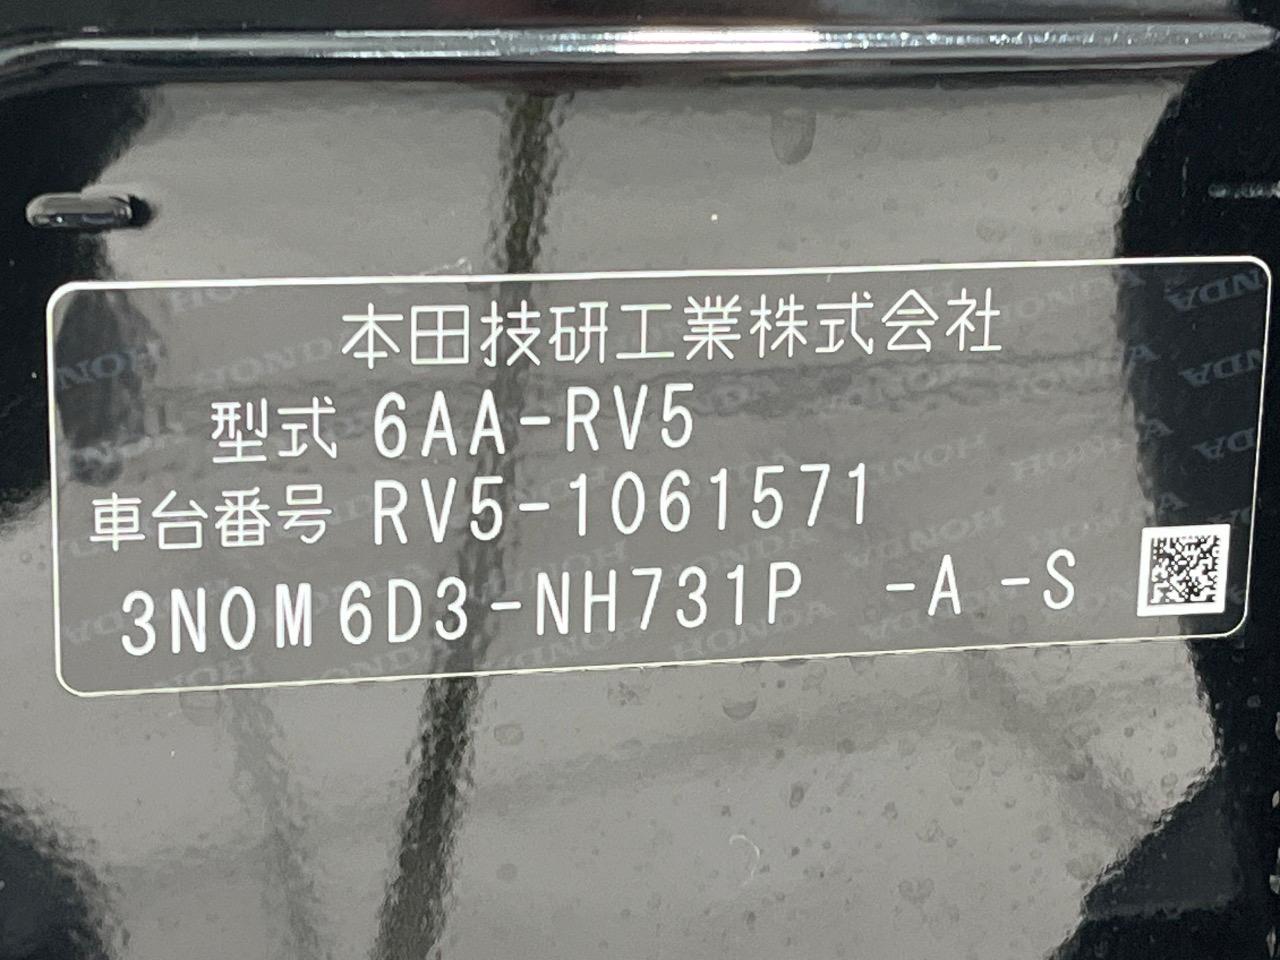 本田技研工業株式会社
型式 6AA-RV5
車台番号 RV5-1061571
3N0M6D3-NH731P -A -S